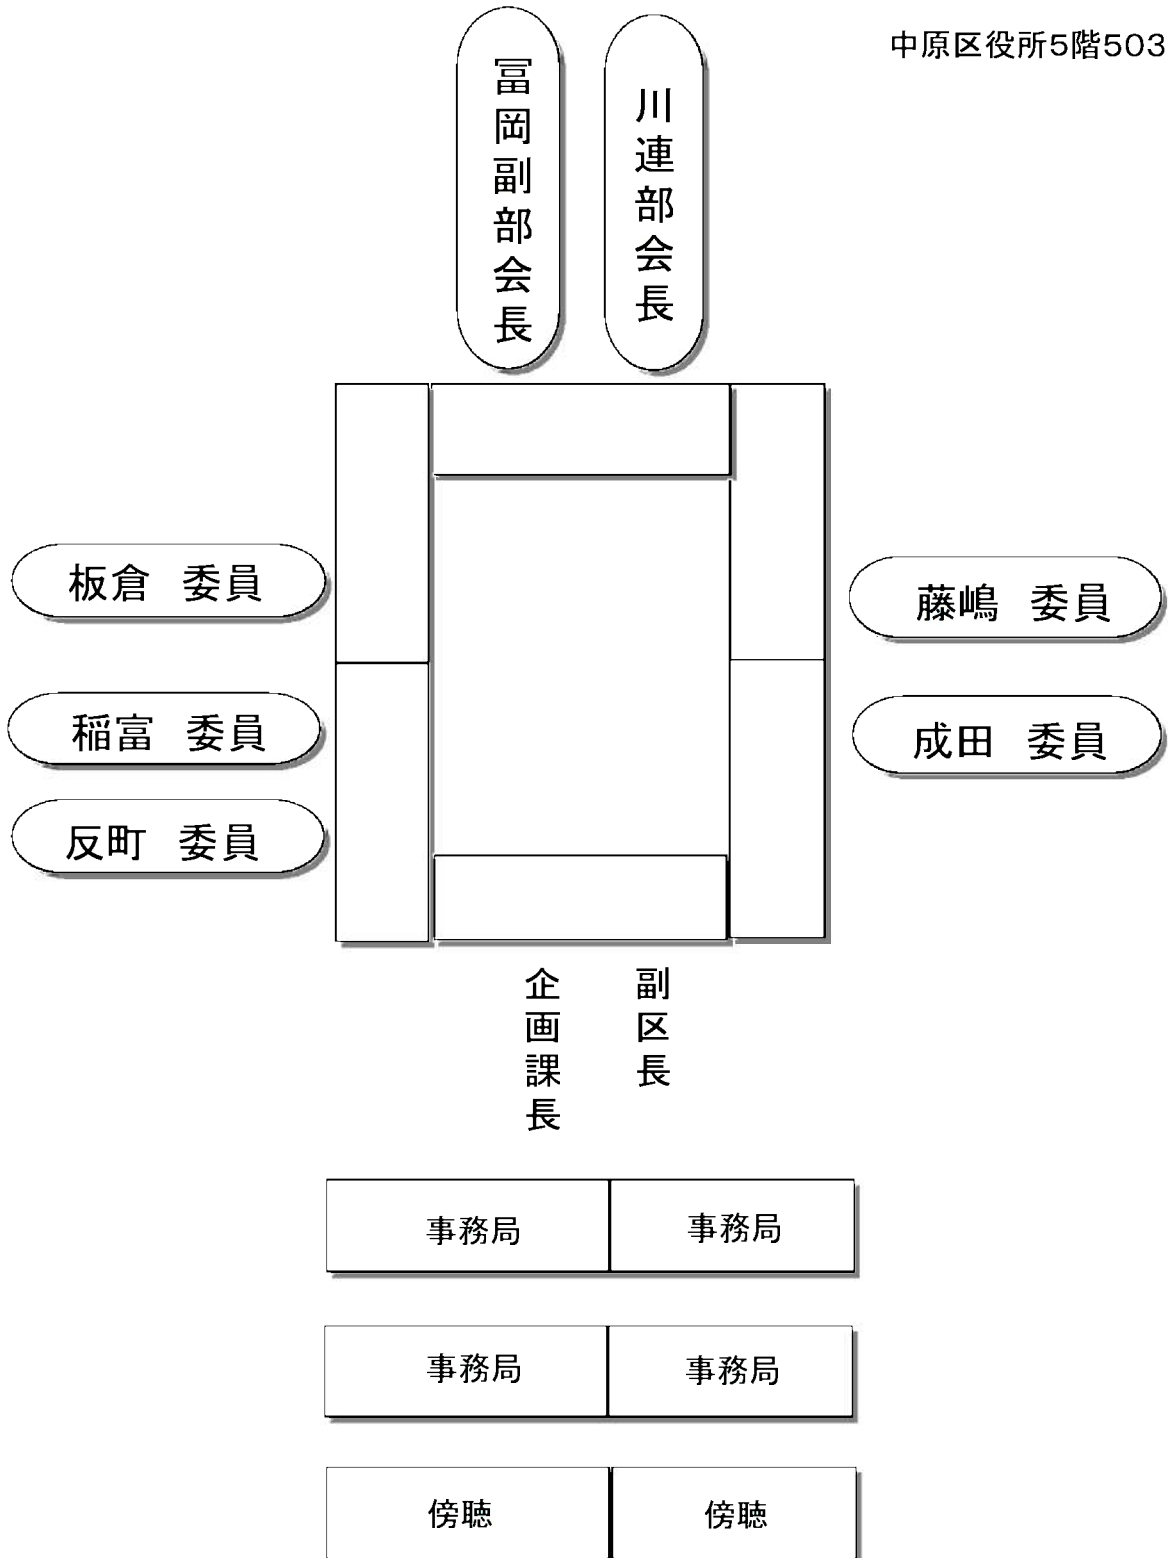 中原区役所5階503
冨岡副部会長
川連部会長
板倉　委員
藤嶋　委員
稲富　委員
成田　委員
反町　委員
企画課長
副区長
事務局
事務局
事務局
事務局
傍聴
傍聴